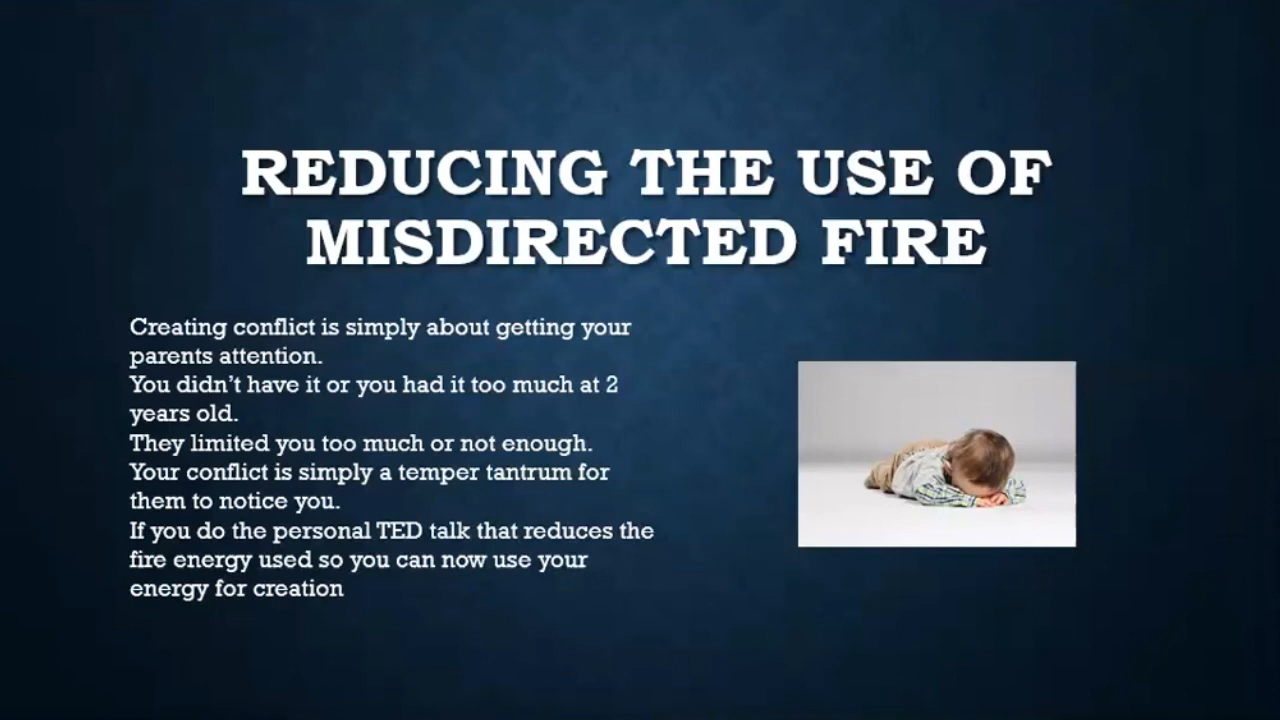 REDUCING THE USE OF
MISDIRECTED FIRE
Creating conflict is simply about getting your
parents attention.
You didn't have it or you had it too much at 2
years old.
They limited you too much or not enough.
Your conflict is simply a temper tantrum for
them to notice you.
If you do the personal TED talk that reduces the
fire energy used so you can now use your
energy for creation